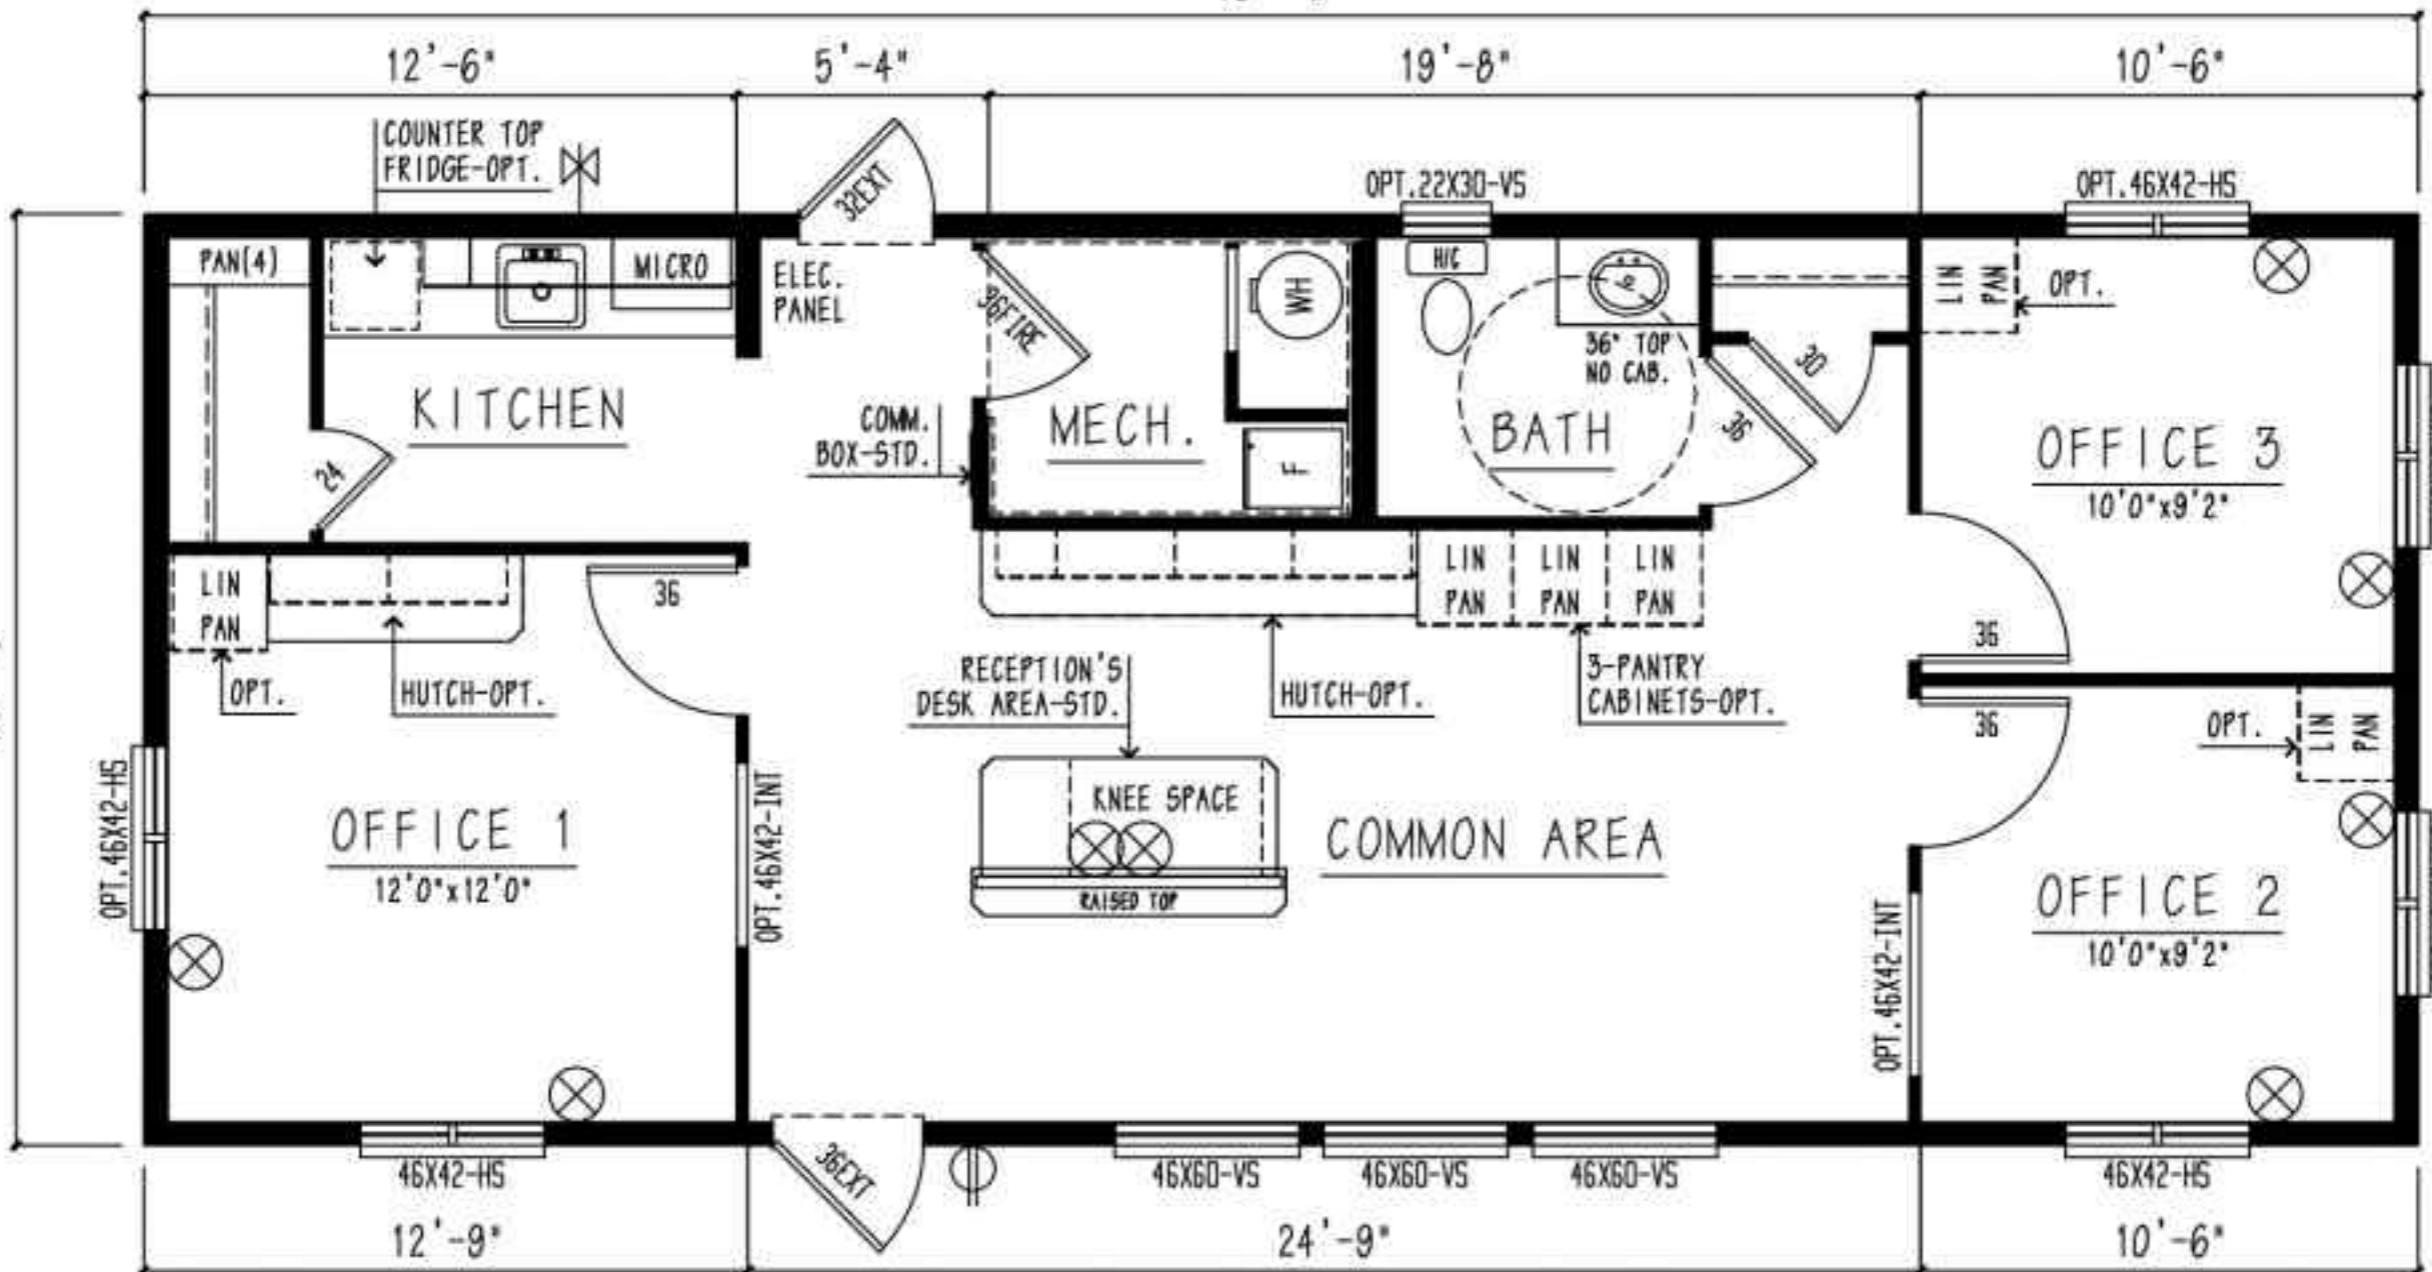 12'-6"
5'-4"
19'-8"
10'-6"
COUNTER TOP
FRIDGE-OPT.
32EXT
OPT.22X30-VS
OPT.46X42-HS
PAN(4)
MICRO
ELEC.
PANEL
36FIRE
WH
H/C
36" TOP
NO CAB.
30
LIN
PAN
OPT.
KITCHEN
24
COMM.
BOX-STD.
MECH.
F
BATH
36
OFFICE 3
10'0"x9'2"
LIN
PAN
OPT.
HUTCH-OPT.
36
LIN
PAN
LIN
PAN
LIN
PAN
RECEPTION'S
DESK AREA-STD.
HUTCH-OPT.
3-PANTRY
CABINETS-OPT.
36
36
OPT.
LIN
PAN
OPT.46X42-HS
OFFICE 1
12'0"x12'0"
OPT.46X42-INT
KNEE SPACE
RAISED TOP
COMMON AREA
OPT.46X42-INT
OFFICE 2
10'0"x9'2"
46X42-HS
36EXT
46X60-VS
46X60-VS
46X60-VS
46X42-HS
12'-9"
24'-9"
10'-6"